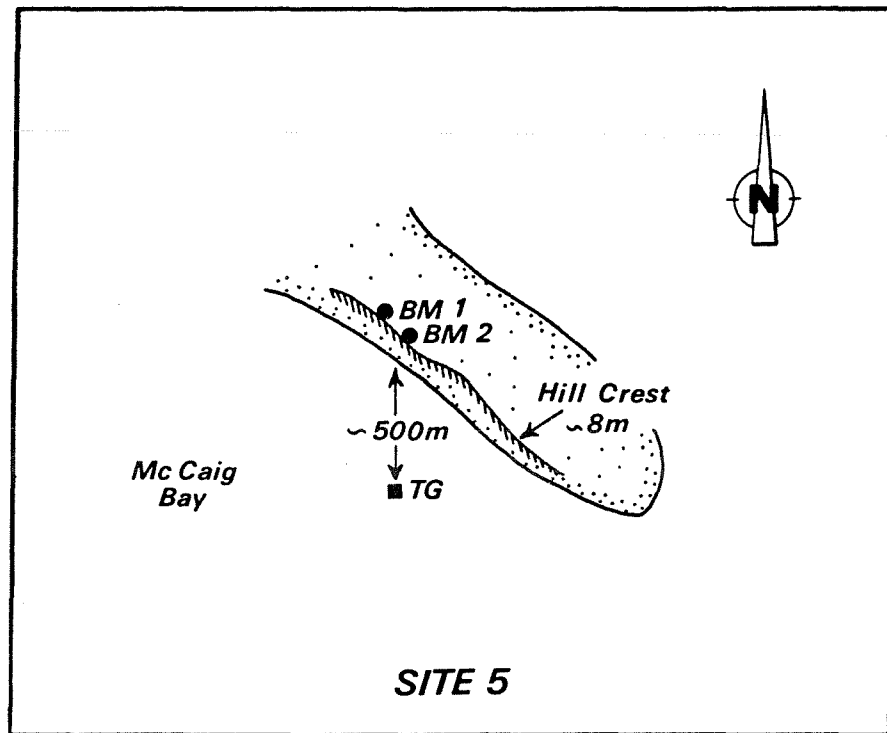 N
BM 1
BM 2
Hill Crest
~8m
~500m
Mc Caig
Bay
TG
SITE 5